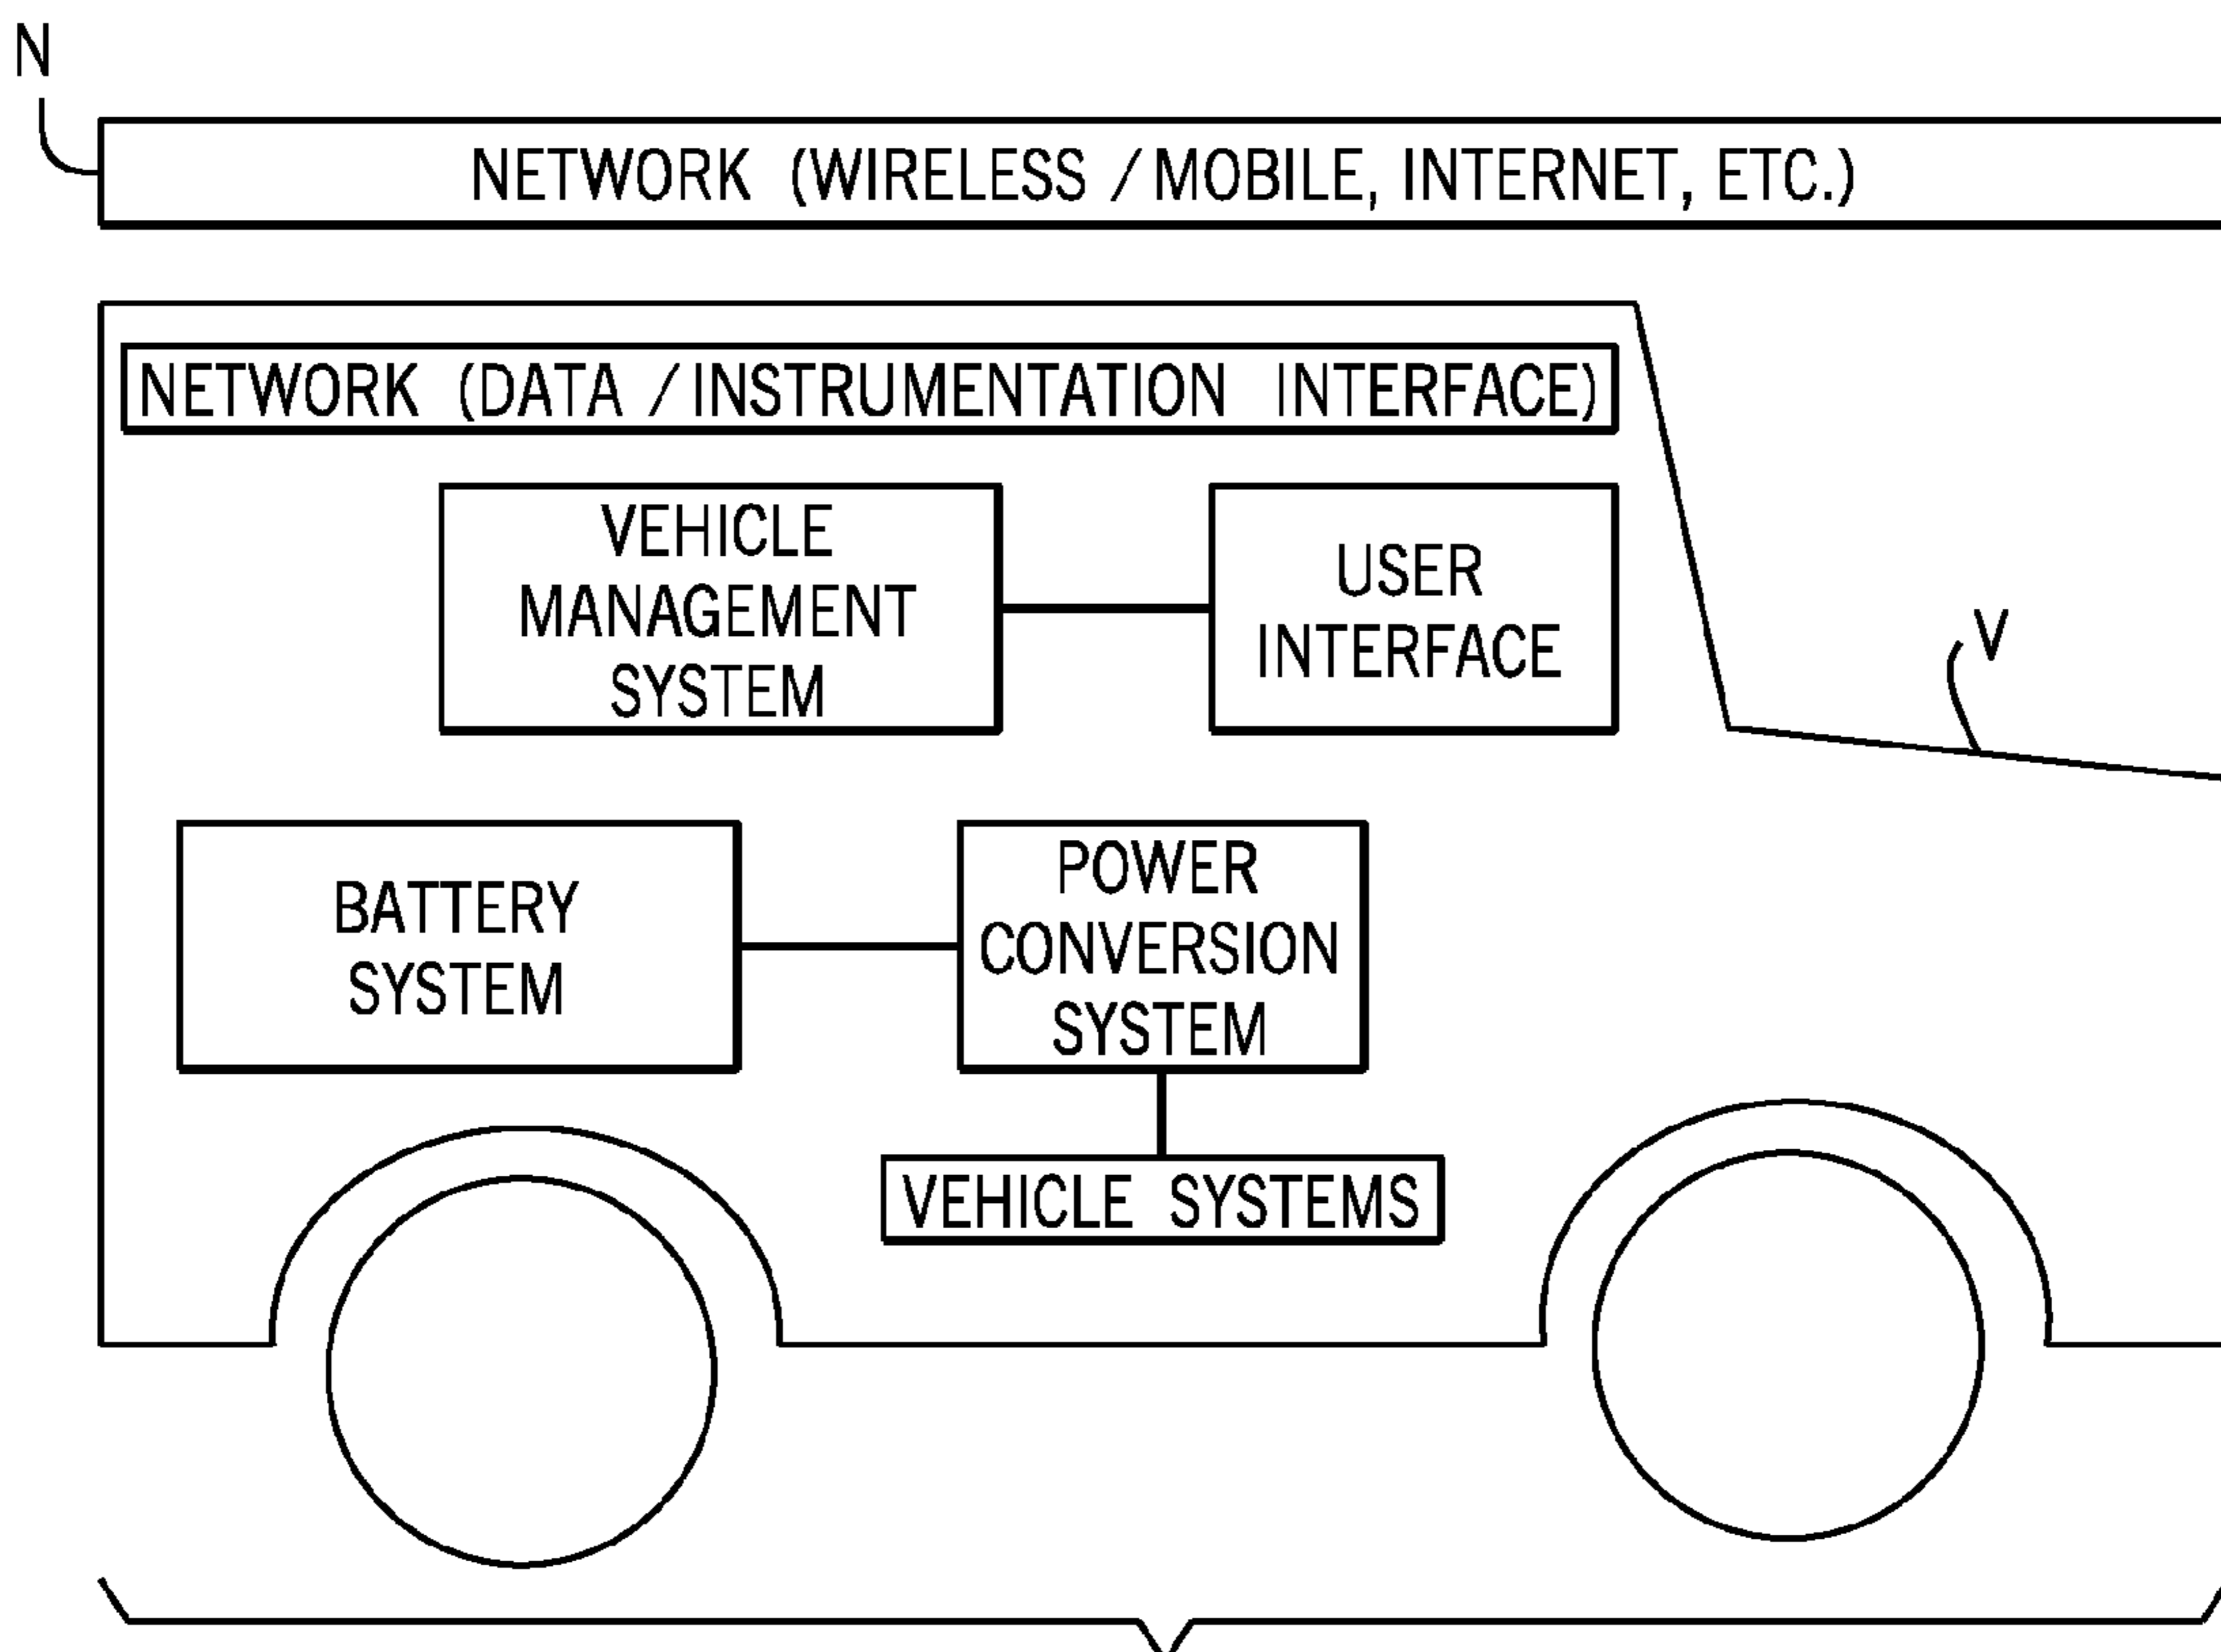 N
NETWORK (WIRELESS / MOBILE, INTERNET, ETC.)
NETWORK (DATA / INSTRUMENTATION INTERFACE)
VEHICLE
MANAGEMENT
SYSTEM
USER
INTERFACE
V
BATTERY
SYSTEM
POWER
CONVERSION
SYSTEM
VEHICLE SYSTEMS